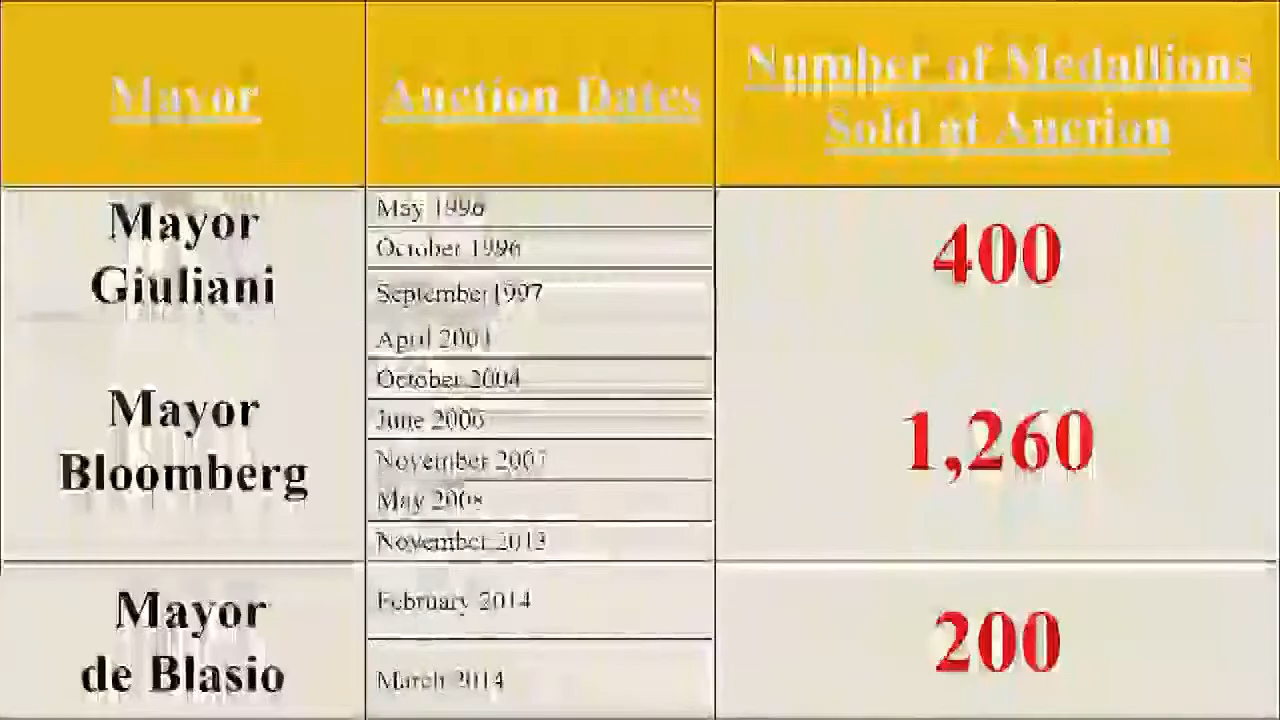 Mayor
Auction Dates
Number of Medallions
Sold at Auction
Mayor
Giuliani
May 1996
October 1996
September 1997
400
Mayor
Bloomberg
April 2004
October 2004
June 2006
November 2007
May 2008
November 2013
1,260
Mayor
de Blasio
February 2014
March 2014
200